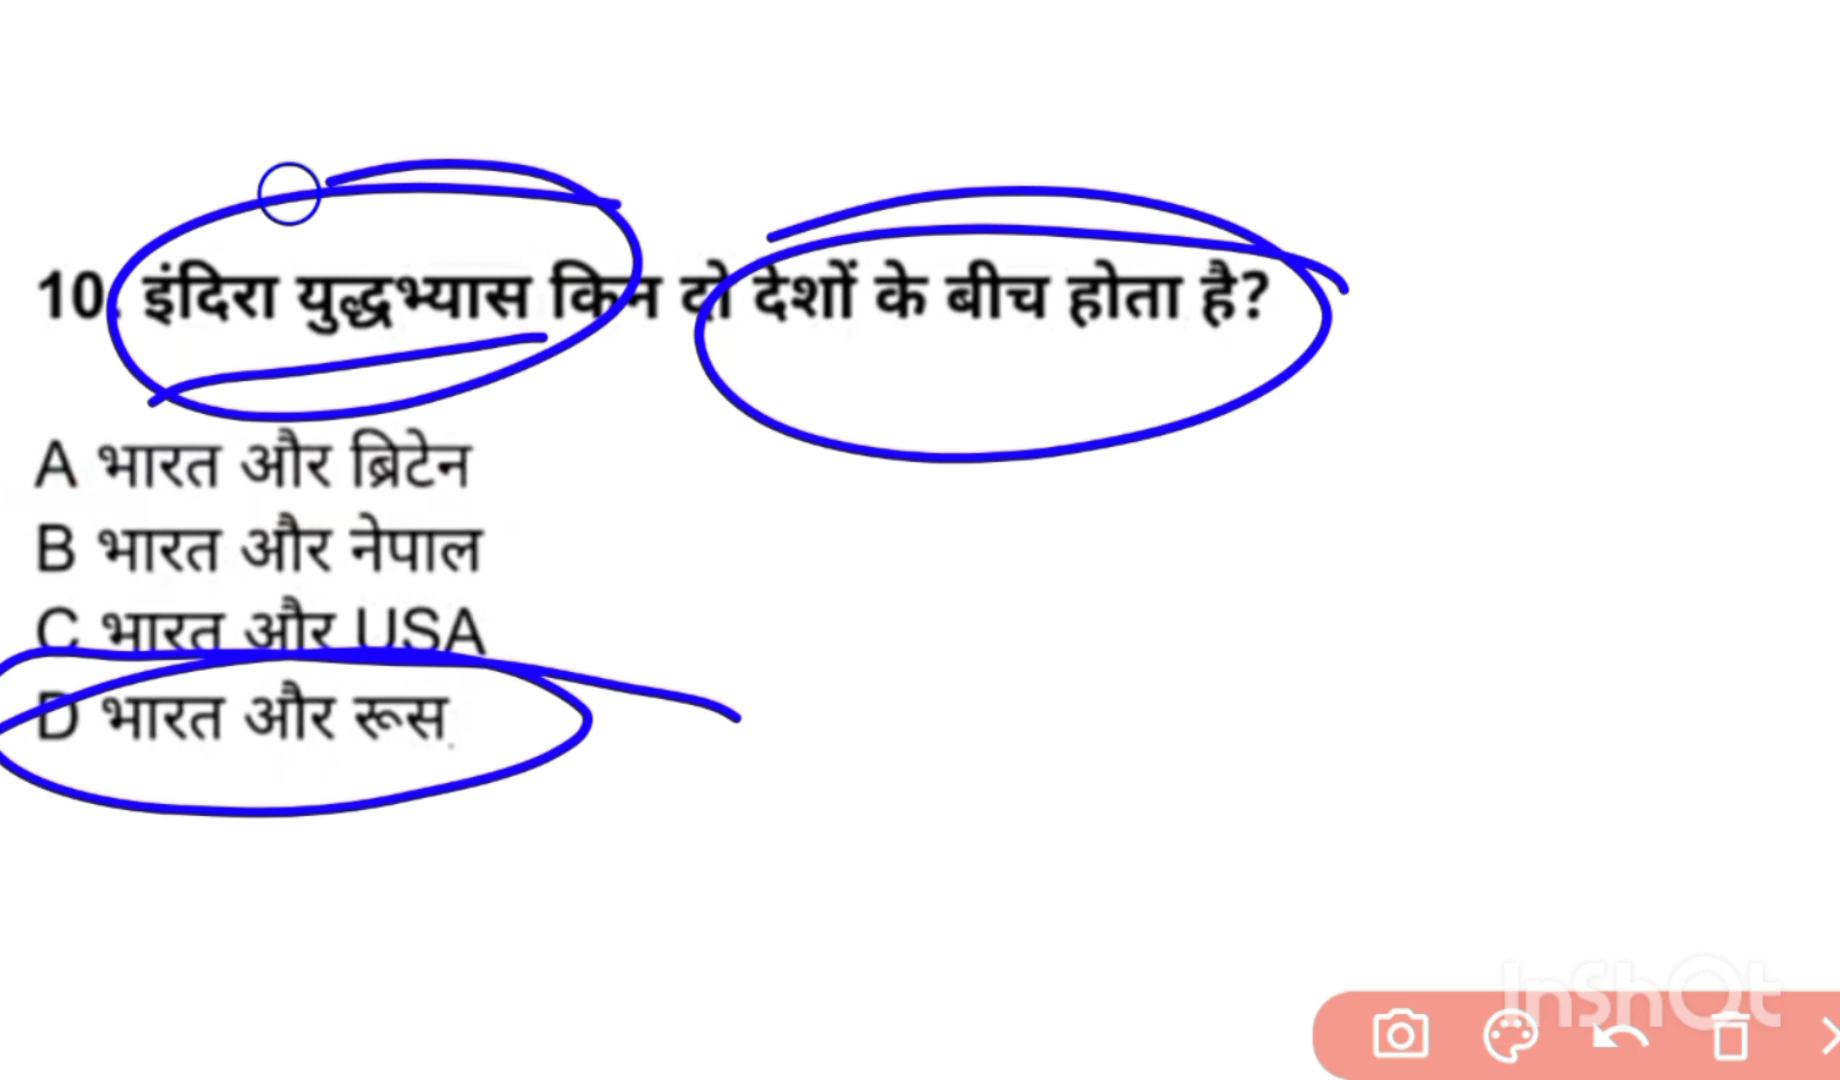 10. इंदिरा युद्धभ्यास किन दो देशों के बीच होता है?
A भारत और ब्रिटेन
B भारत और नेपाल
C भारत और USA
D भारत और रूस
InShOt